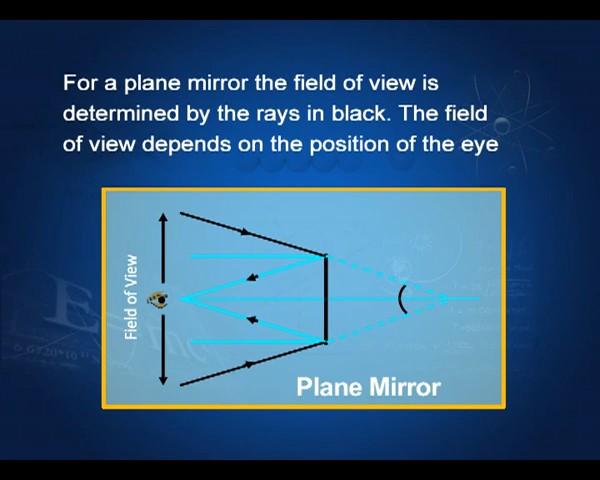 For a plane mirror the field of view is
determined by the rays in black. The field
of view depends on the position of the eye
Field of View
Plane Mirror